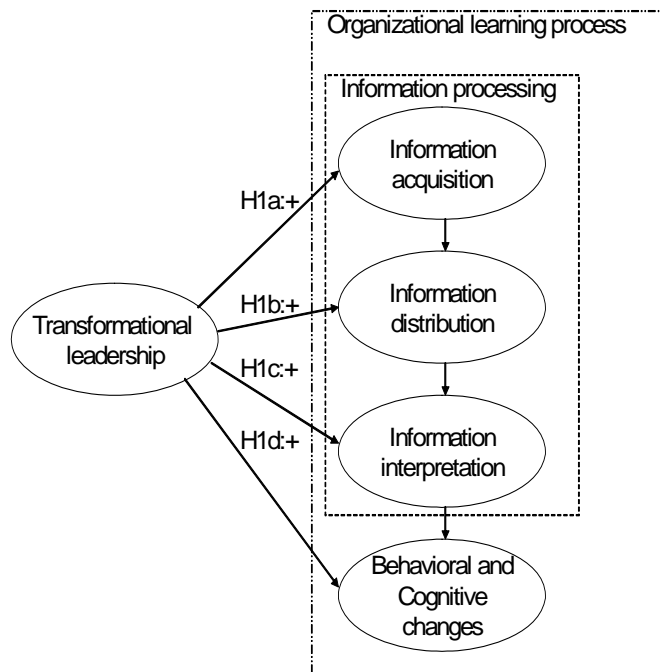 Organizational learning process
Information processing
Information
acquisition
H1a:+
Information
distribution
H1b:+
Transformational
leadership
H1c:+
Information
interpretation
H1d:+
Behavioral and
Cognitive
changes